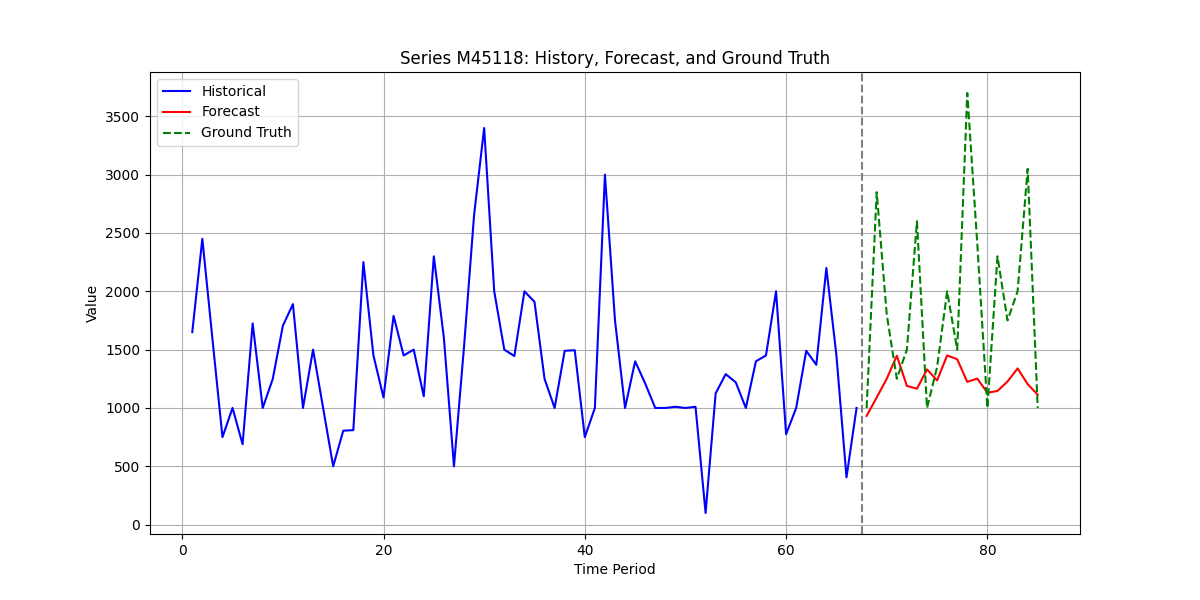 Series M45118: History, Forecast, and Ground Truth
Historical
Forecast
Ground Truth
Value
3500
3000
2500
2000
1500
1000
500
0
0 20 40 60 80
Time Period